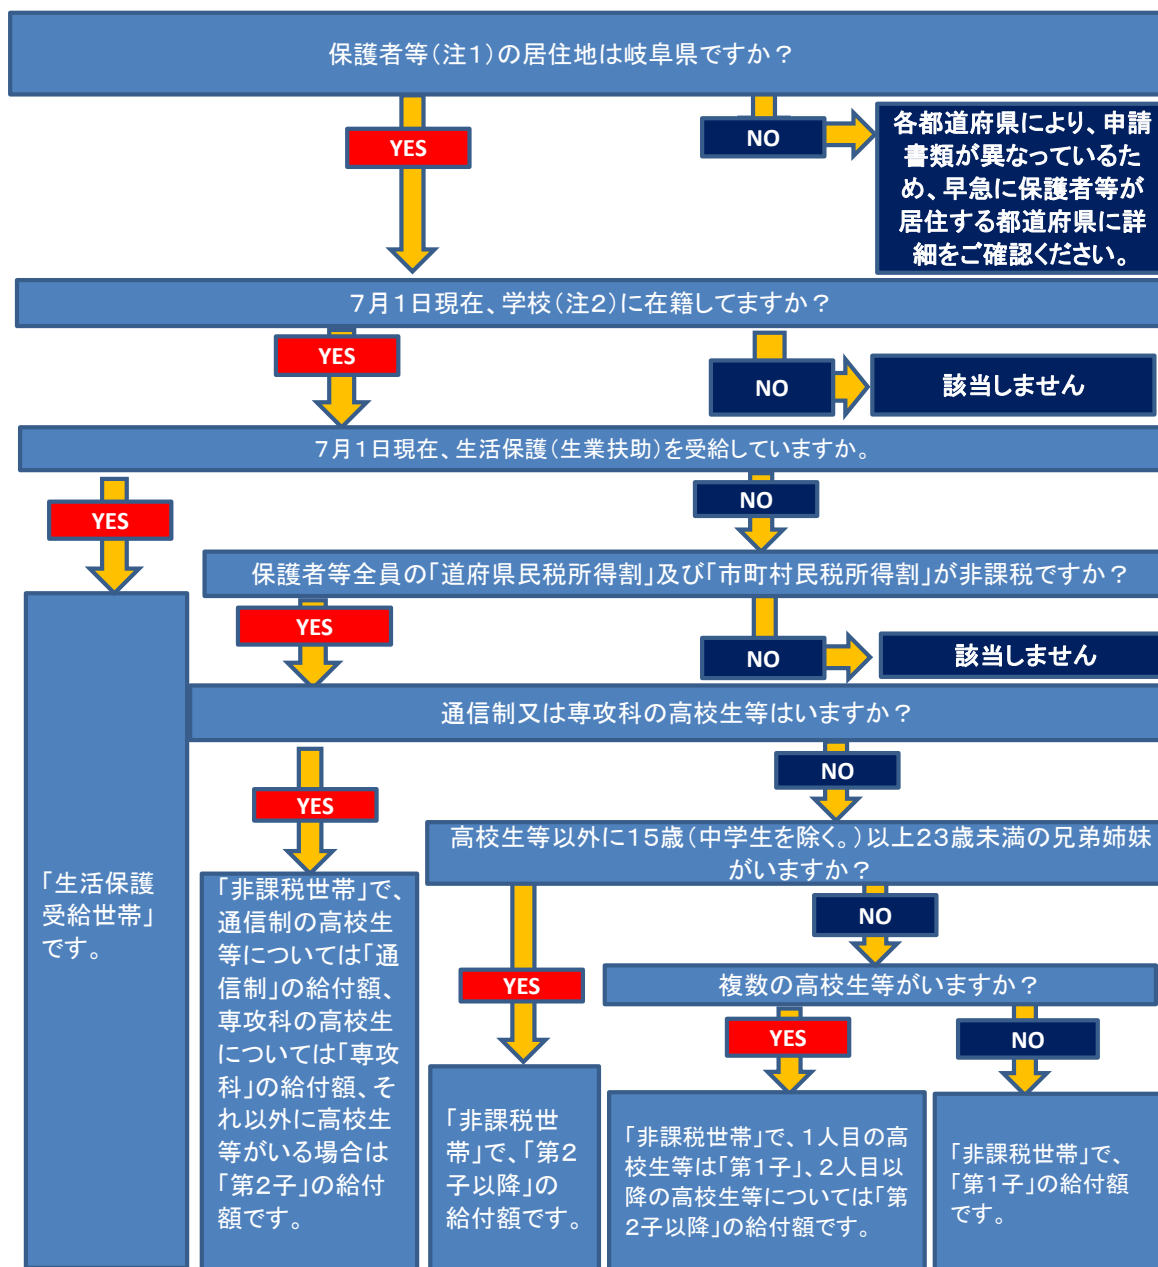 保護者等(注1)の居住地は岐阜県ですか?
YES
NO
各都道府県により、申請
書類が異なっているた
め、早急に保護者等が
居住する都道府県に詳
細をご確認ください。
7月1日現在、学校(注2)に在籍してますか?
YES
NO
該当しません
7月1日現在、生活保護(生業扶助)を受給していますか。
YES
NO
保護者等全員の「道府県民税所得割」及び「市町村民税所得割」が非課税ですか?
YES
NO
該当しません
通信制又は専攻科の高校生等はいますか?
YES
NO
高校生等以外に15歳(中学生を除く。)以上23歳未満の兄弟姉妹
がいますか?
YES
NO
複数の高校生等がいますか?
YES
NO
「生活保護
受給世帯」
です。
「非課税世帯」で、
通信制の高校生
等については「通
信制」の給付額、
専攻科の高校生
については「専攻
科」の給付額、そ
れ以外に高校生
等がいる場合は
「第2子」の給付
額です。
「非課税世
帯」で、「第2
子以降」の
給付額です。
「非課税世帯」で、1人目の高
校生等は「第1子」、2人目以
降の高校生等については「第
2子以降」の給付額です。
「非課税世帯」で、
「第1子」の給付額
です。